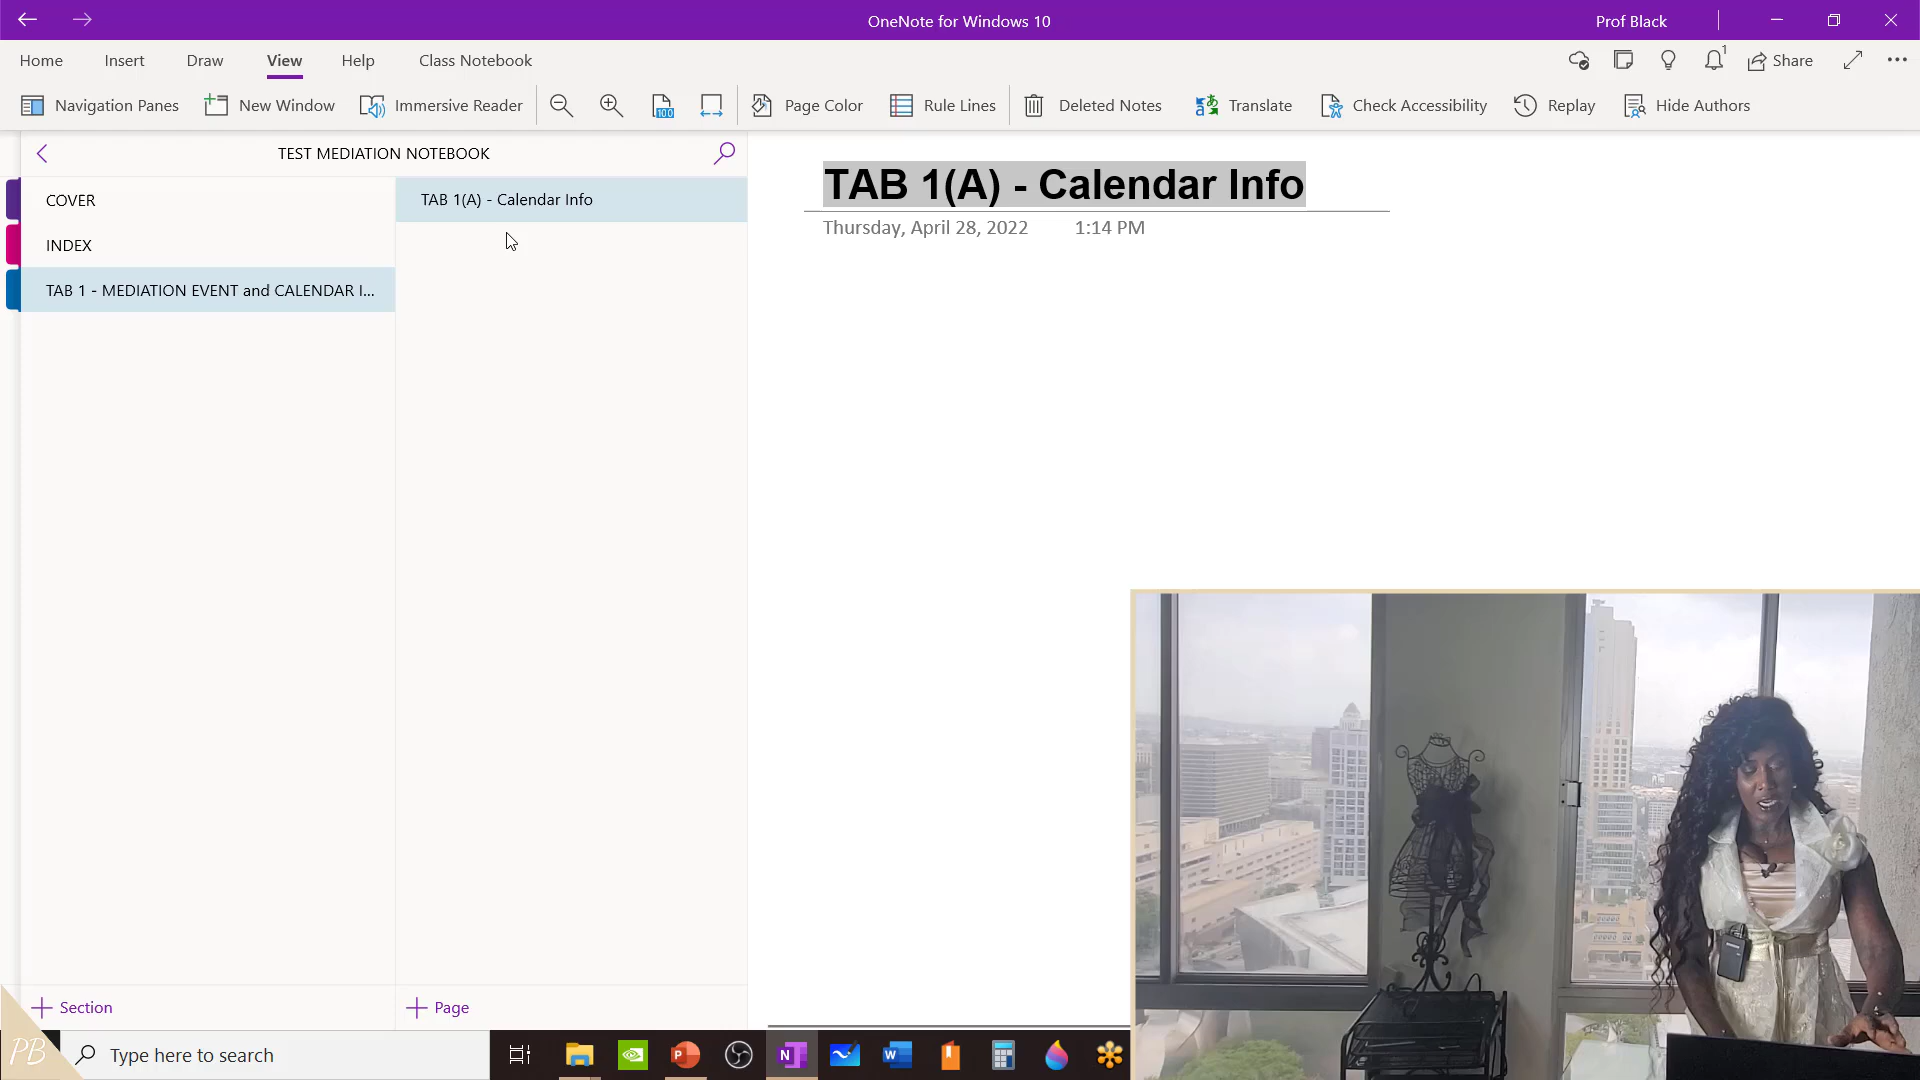 OneNote for Windows 10
Prof Black
Home Insert Draw View Help Class Notebook
1
Share
Navigation Panes New Window Immersive Reader 100 Page Color Rule Lines Deleted Notes Translate Check Accessibility Replay Hide Authors
TEST MEDIATION NOTEBOOK
COVER
INDEX
TAB 1 - MEDIATION EVENT and CALENDAR I...
TAB 1(A) - Calendar Info
TAB 1(A) - Calendar Info
Thursday, April 28, 2022 1:14 PM
Section
Page
PB
Type here to search
P
N
W